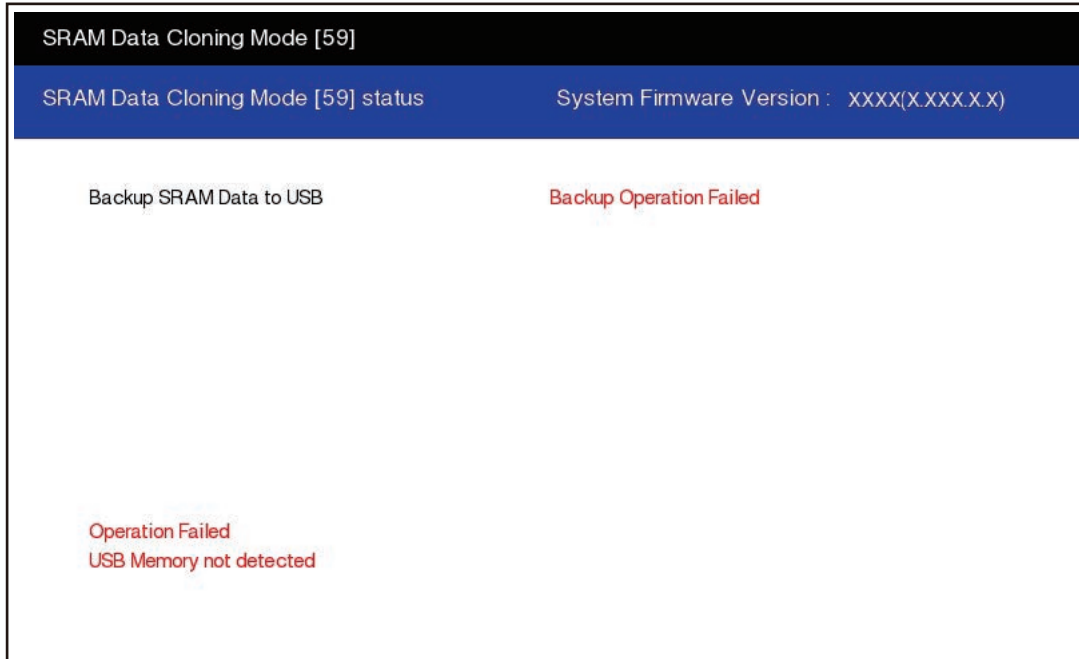 SRAM Data Cloning Mode [59]
SRAM Data Cloning Mode [59] status System Firmware Version : XXXX(X.XXX.X.X)
Backup SRAM Data to USB Backup Operation Failed
Operation Failed
USB Memory not detected